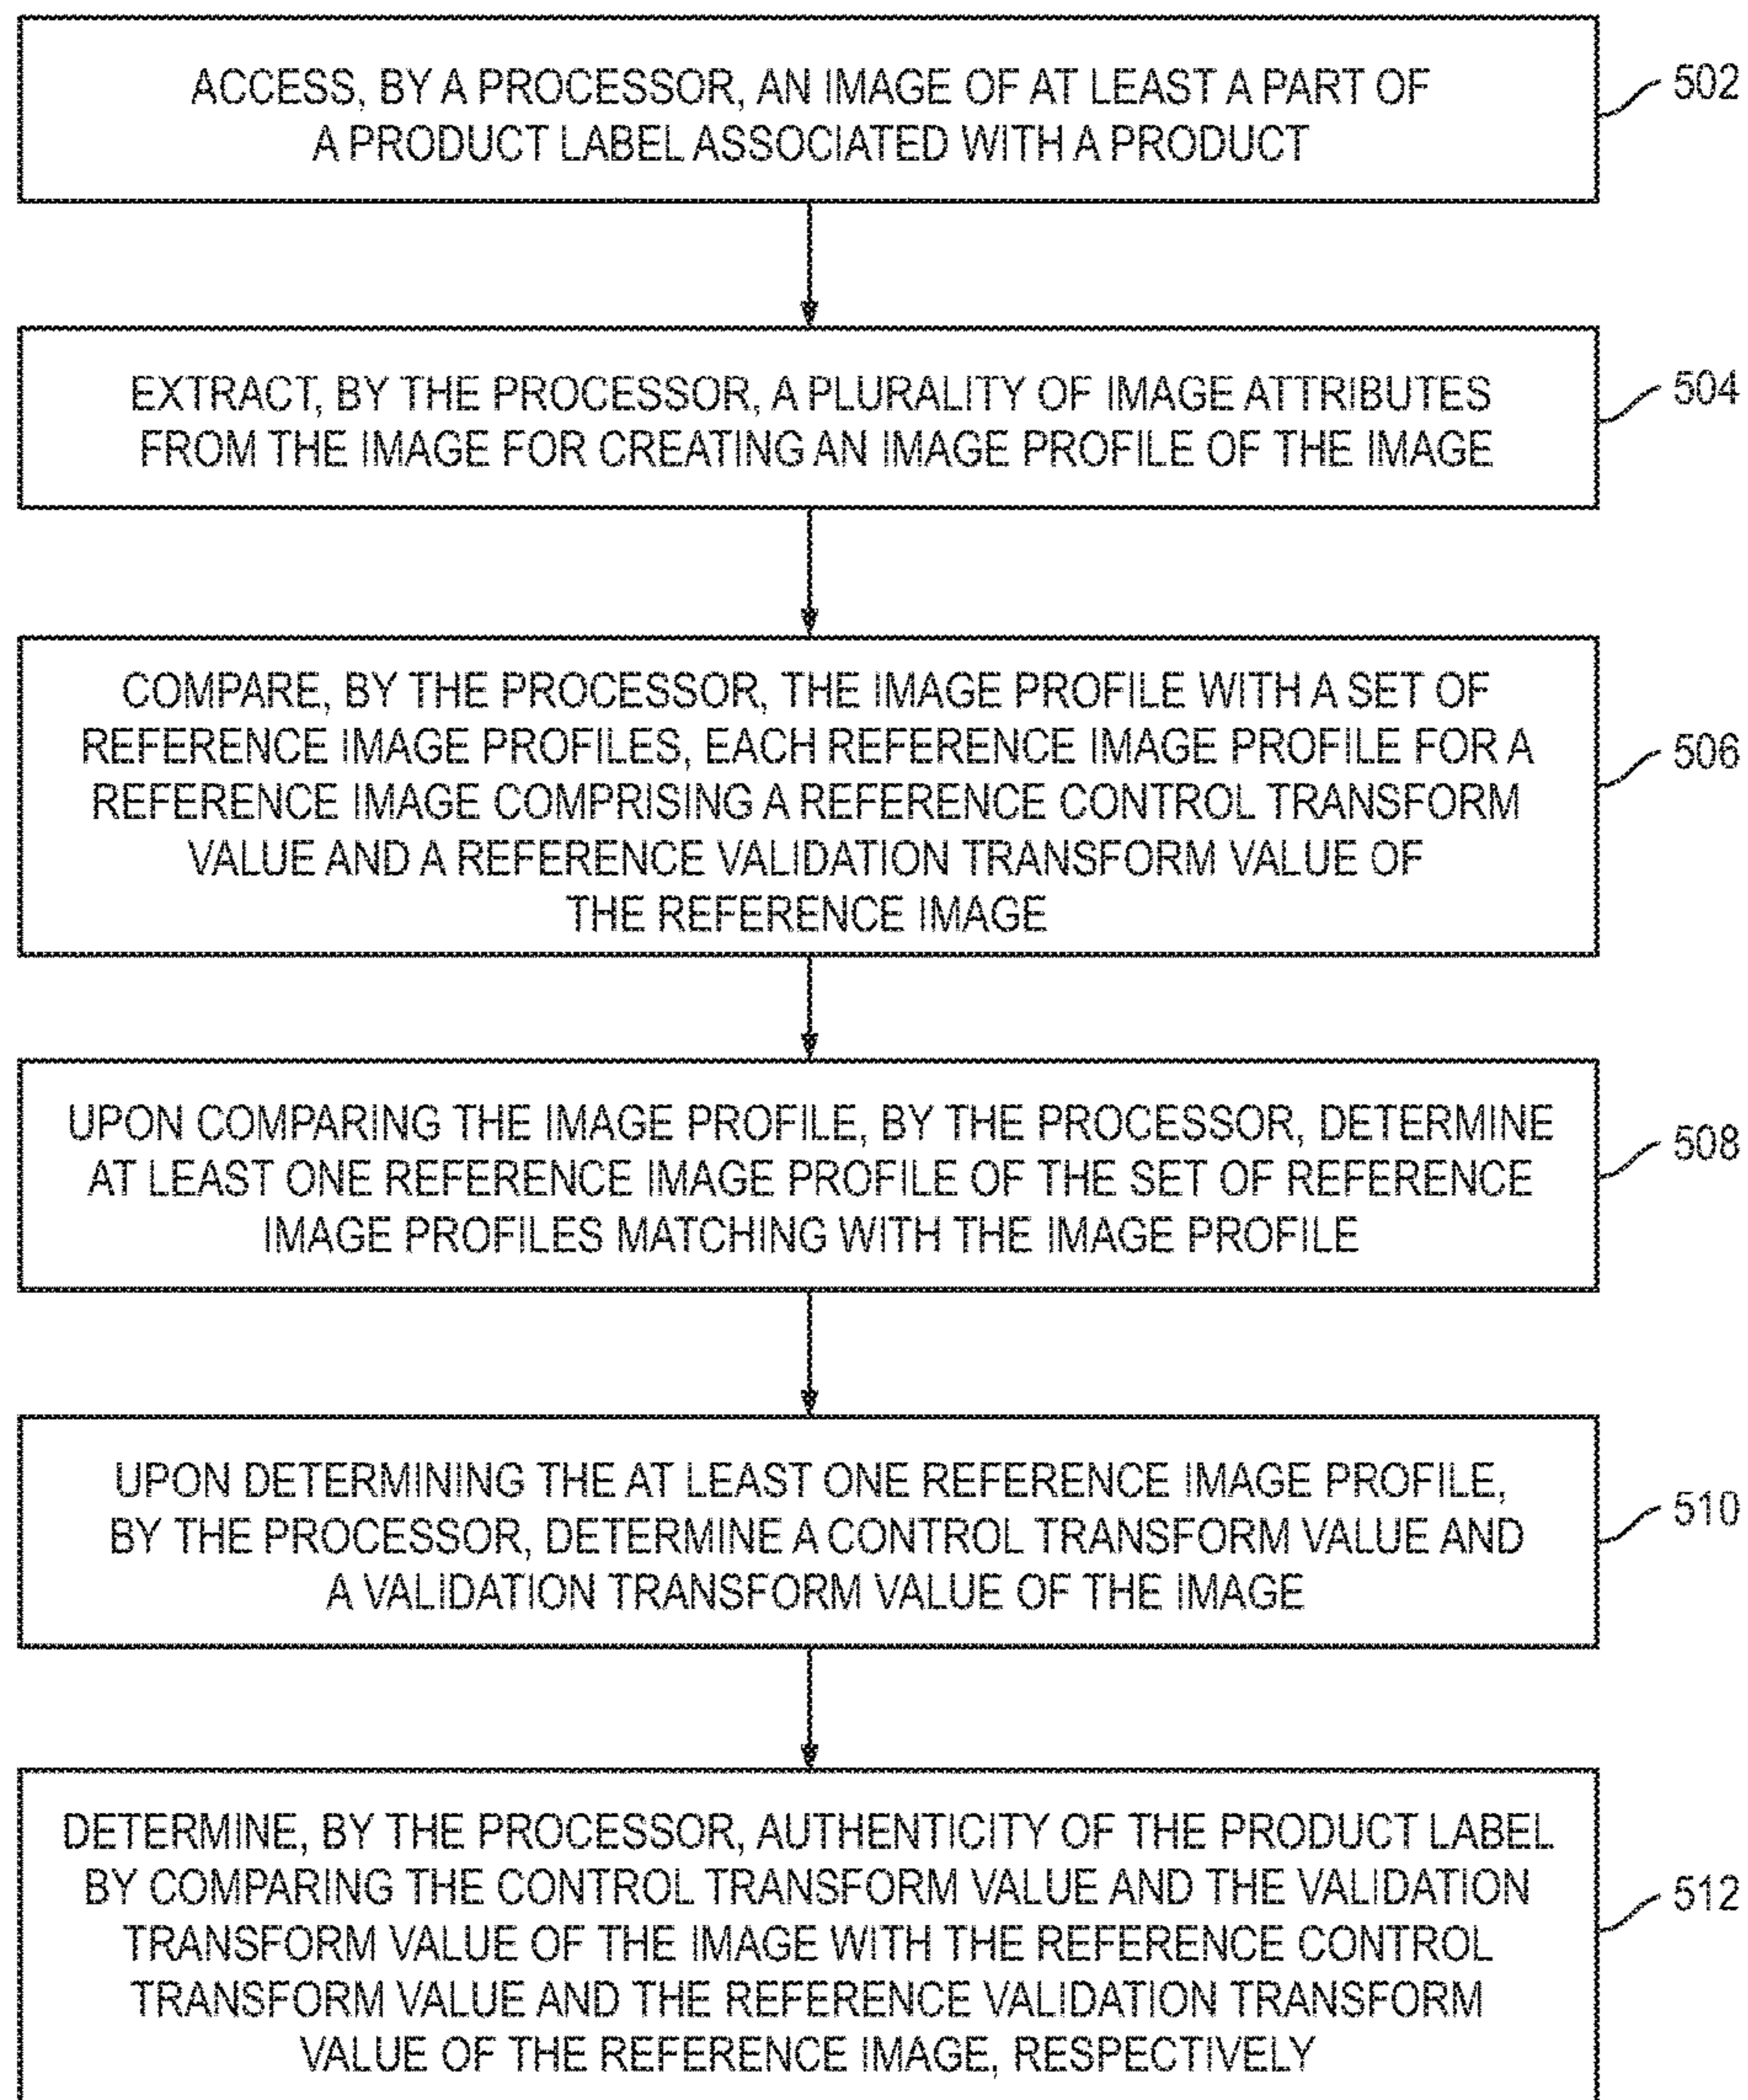 ACCESS, BY A PROCESSOR, AN IMAGE OF AT LEAST A PART OF
A PRODUCT LABEL ASSOCIATED WITH A PRODUCT
502
EXTRACT, BY THE PROCESSOR, A PLURALITY OF IMAGE ATTRIBUTES
FROM THE IMAGE FOR CREATING AN IMAGE PROFILE OF THE IMAGE
504
COMPARE, BY THE PROCESSOR, THE IMAGE PROFILE WITH A SET OF
REFERENCE IMAGE PROFILES, EACH REFERENCE IMAGE PROFILE FOR A
REFERENCE IMAGE COMPRISING A REFERENCE CONTROL TRANSFORM
VALUE AND A REFERENCE VALIDATION TRANSFORM VALUE OF
THE REFERENCE IMAGE
506
UPON COMPARING THE IMAGE PROFILE, BY THE PROCESSOR, DETERMINE
AT LEAST ONE REFERENCE IMAGE PROFILE OF THE SET OF REFERENCE
IMAGE PROFILES MATCHING WITH THE IMAGE PROFILE
508
UPON DETERMINING THE AT LEAST ONE REFERENCE IMAGE PROFILE,
BY THE PROCESSOR, DETERMINE A CONTROL TRANSFORM VALUE AND
A VALIDATION TRANSFORM VALUE OF THE IMAGE
510
DETERMINE, BY THE PROCESSOR, AUTHENTICITY OF THE PRODUCT LABEL
BY COMPARING THE CONTROL TRANSFORM VALUE AND THE VALIDATION
TRANSFORM VALUE OF THE IMAGE WITH THE REFERENCE CONTROL
TRANSFORM VALUE AND THE REFERENCE VALIDATION TRANSFORM
VALUE OF THE REFERENCE IMAGE, RESPECTIVELY
512